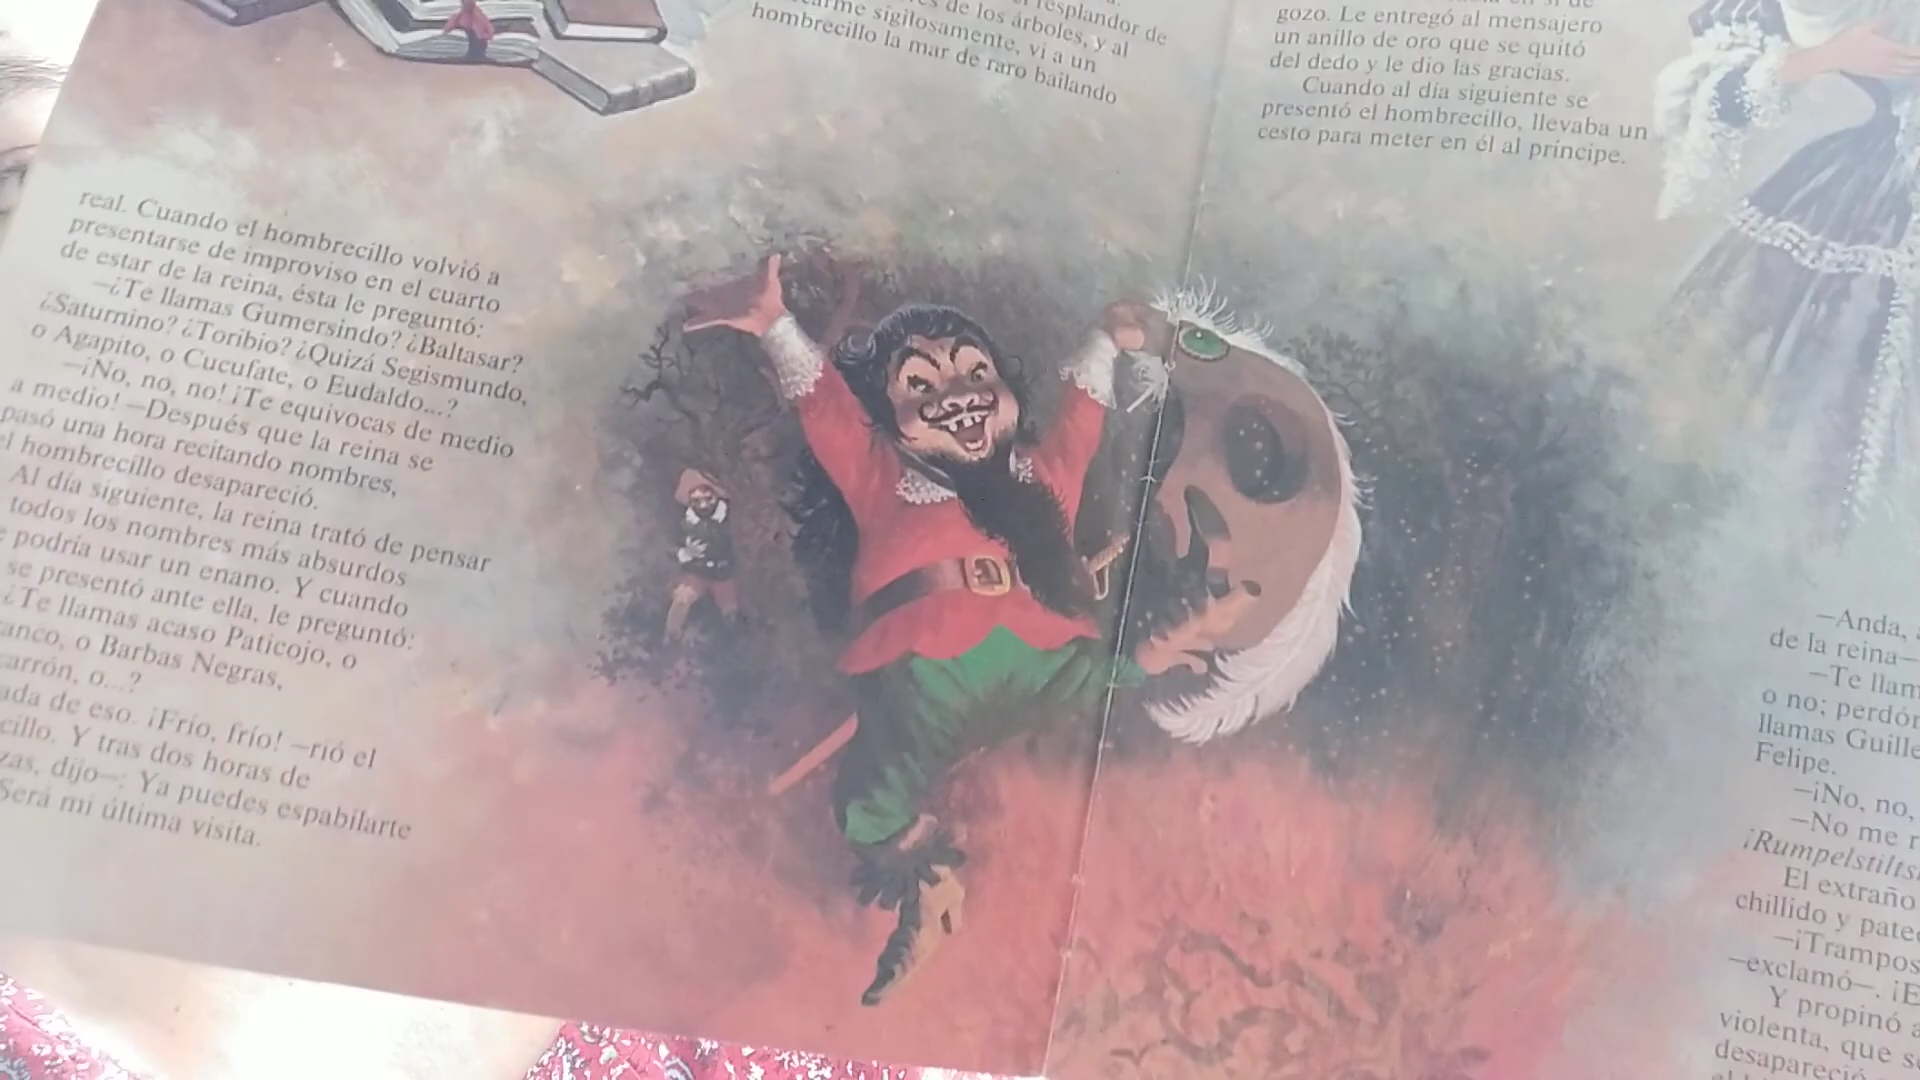 resplandor de
de los árboles, y al
sigilosamente, vi a un
hombrecillo la mar de raro bailando
real. Cuando el hombrecillo volvió a
presentarse de improviso en el cuarto
de estar de la reina, ésta le preguntó:
—¿Te llamas Gumersindo? ¿Baltasar?
¿Saturnino? ¿Toribio? ¿Quizá Segismundo,
o Agapito, o Cucufate, o Eudaldo...?
—¡No, no, no! ¡Te equivocas de medio
a medio! —Después que la reina se
pasó una hora recitando nombres,
el hombrecillo desapareció.
Al día siguiente, la reina trató de pensar
todos los nombres más absurdos
podría usar un enano. Y cuando
se presentó ante ella, le preguntó:
¿Te llamas acaso Paticojo, o
anco, o Barbas Negras,
carrón, o...?
ada de eso. ¡Frío, frío! —rió el
cillo. Y tras dos horas de
zas, dijo—: Ya puedes espabilarte
Será mi última visita.
gozo. Le entregó al mensajero
un anillo de oro que se quitó
del dedo y le dio las gracias.
Cuando al día siguiente se
presentó el hombrecillo, llevaba un
cesto para meter en él al príncipe.
—Anda,
de la reina—
—Te llam
o no; perdón
llamas Guille
Felipe.
—¡No, no,
—No me r
¡Rumpelstilts
El extraño
chillido y pate
—¡Trampos
—exclamó—. ¡E
Y propinó a
violenta, que s
desapareció